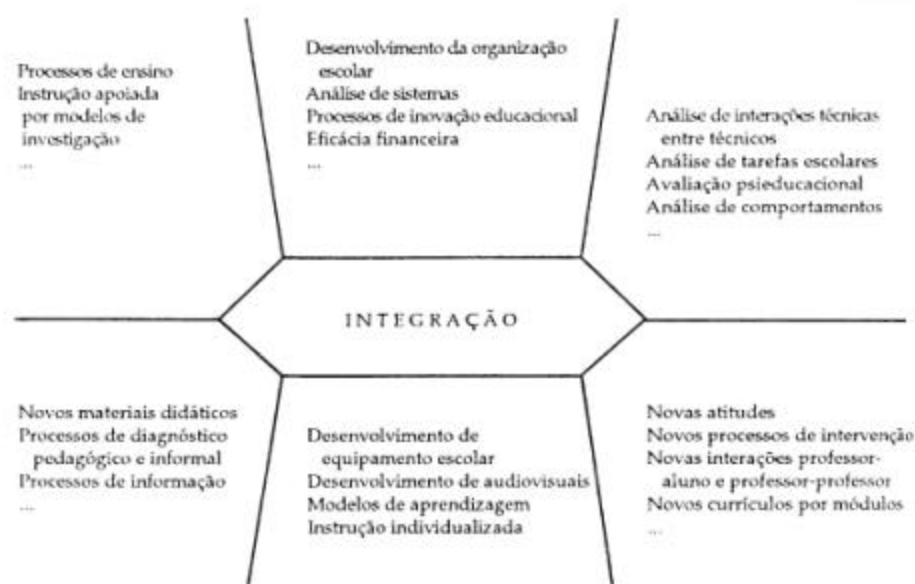 Processos de ensino
Instrução apoiada
por modelos de
investigação
...
Desenvolvimento da organização
escolar
Análise de sistemas
Processos de inovação educacional
Eficácia financeira
...
Análise de interações técnicas
entre técnicos
Análise de tarefas escolares
Avaliação psieducacional
Análise de comportamentos
...
INTEGRAÇÃO
Novos materiais didáticos
Processos de diagnóstico
pedagógico e informal
Processos de informação
...
Desenvolvimento de
equipamento escolar
Desenvolvimento de audiovisuais
Modelos de aprendizagem
Instrução individualizada
Novas atitudes
Novos processos de intervenção
Novas interações professor-
aluno e professor-professor
Novos currículos por módulos
...